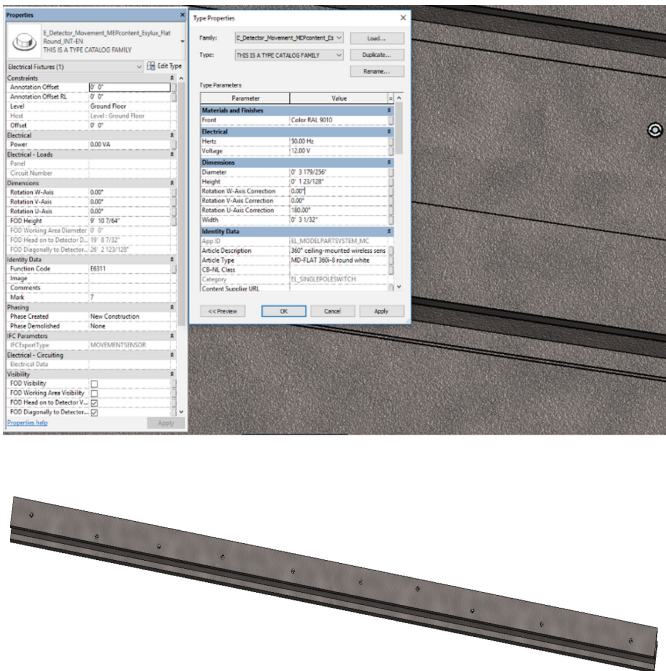 Properties
E_Detector_Movement_MEPcontent_Esylux_Flat
Round_INT-EN
THIS IS A TYPE CATALOG FAMILY
Electrical Fixtures (1)
Edit Type
Constraints
Annotation Offset 0' 0"
Annotation Offset RL 0' 0"
Level Ground Floor
Host Level : Ground Floor
Offset 0' 0"
Electrical
Power 0.00 VA
Electrical - Loads
Panel
Circuit Number
Dimensions
Rotation W-Axis 0.00°
Rotation V-Axis 0.00°
Rotation U-Axis 0.00°
FOD Height 9' 10 7/64"
FOD Working Area Diameter 0' 0"
FOD Head on to Detector D... 19' 8 7/32"
FOD Diagonally to Detector... 26' 2 123/128"
Identity Data
Function Code E6311
Image
Comments
Mark 7
Phasing
Phase Created New Construction
Phase Demolished None
IFC Parameters
IFCExportType MOVEMENTSENSOR
Electrical - Circuiting
Electrical Data
Visibility
FOD Visibility
FOD Working Area Visibility
FOD Head on to Detector V...
FOD Diagonally to Detector...
Properties help
Apply
Type Properties
Family: E_Detector_Movement_MEPcontent_Es
Load...
Type: THIS IS A TYPE CATALOG FAMILY
Duplicate...
Rename...
Type Parameters
Parameter Value =
Materials and Finishes
Front Color RAL 9010
Electrical
Hertz 50.00 Hz
Voltage 12.00 V
Dimensions
Diameter 0' 3 179/256"
Height 0' 1 23/128"
Rotation W-Axis Correction 0.00°
Rotation V-Axis Correction 0.00°
Rotation U-Axis Correction 180.00°
Width 0' 3 1/32"
Identity Data
App ID EL_MODELPARTSYSTEM_MC
Article Description 360° ceiling-mounted wireless sens
Article Type MD-FLAT 360i-8 round white
CB-NL Class
Category EL_SINGLEPOLESWITCH
Content Supplier URL
<< Preview
OK
Cancel
Apply